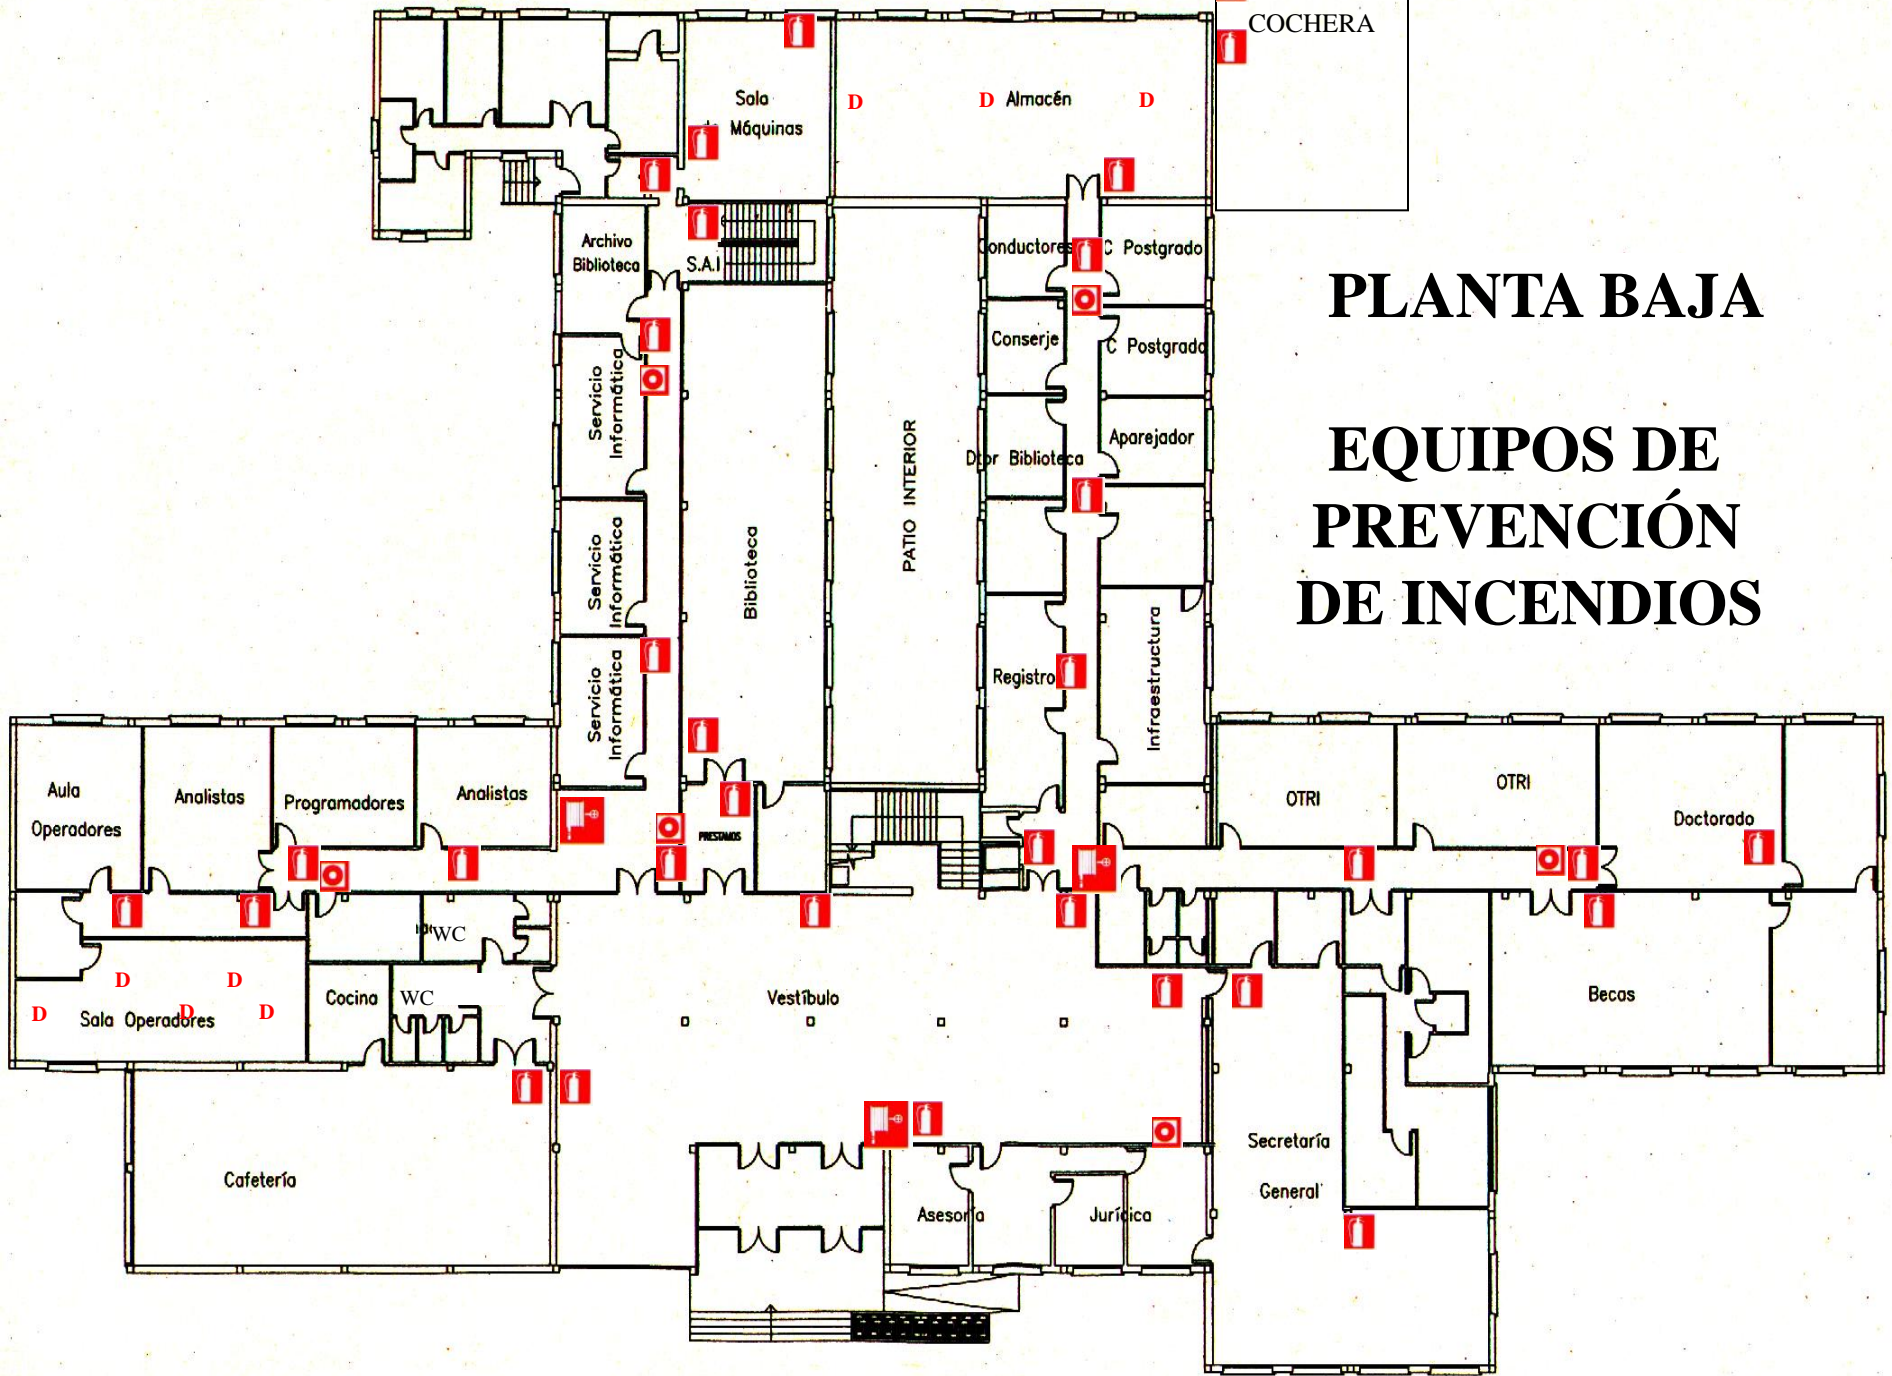 COCHERA
Sala
Máquinas
D
D
Almacén
D
Archivo
Biblioteca
S.A.I
Conductores
C Postgrado
PLANTA BAJA
Conserje
C Postgrado
Servicio
Informática
EQUIPOS DE
PREVENCIÓN
DE INCENDIOS
Dtor Biblioteca
Aparejador
PATIO INTERIOR
Biblioteca
Servicio
Informática
Servicio
Informática
Registro
Infraestructura
Aula
Operadores
Analistas
Programadores
Analistas
PRESTAMOS
OTRI
OTRI
Doctorado
WC
D
D
D
D
D
Sala Operadores
Cocina
WC
Vestíbulo
Becas
Cafetería
Asesoría
Jurídica
Secretaría
General